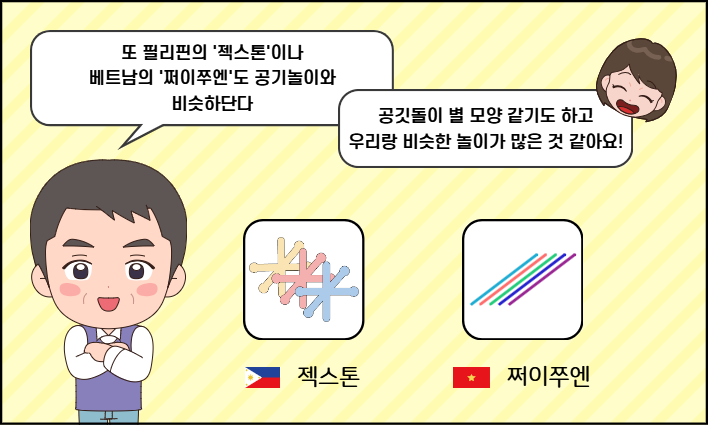 또 필리핀의 '젝스톤'이나
베트남의 '쩌이쭈엔'도 공기놀이와
비슷하단다
공깃돌이 별 모양 같기도 하고
우리랑 비슷한 놀이가 많은 것 같아요!
젝스톤
쩌이쭈엔